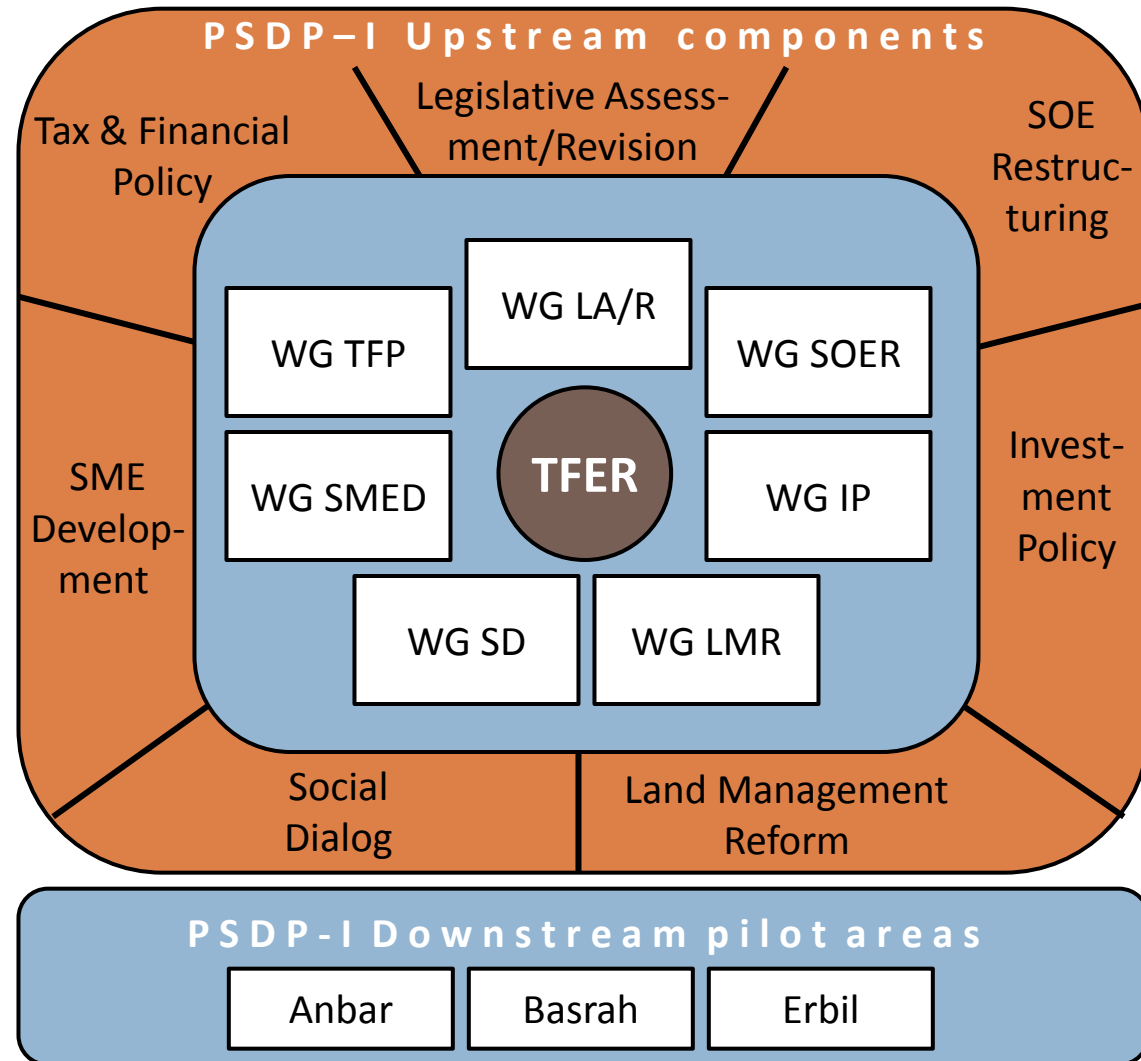 PSDP–I Upstream components
Tax & Financial
Policy
Legislative Assess-
ment/Revision
SOE
Restruc-
turing
WG LA/R
WG TFP
WG SOER
SME
Develop-
ment
WG SMED
TFER
WG IP
Invest-
ment
Policy
WG SD
WG LMR
Social
Dialog
Land Management
Reform
PSDP-I Downstream pilot areas
Anbar
Basrah
Erbil